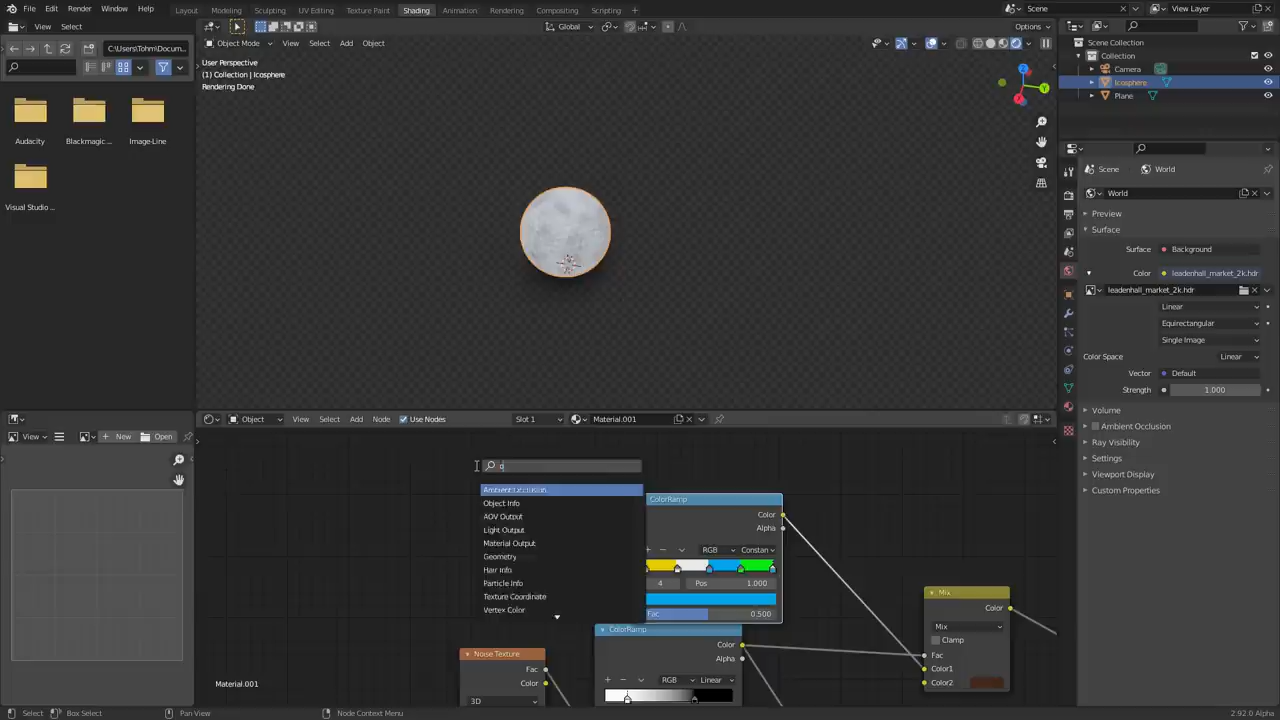 File Edit Render Window Help Layout Modeling Sculpting UV Editing Texture Paint Shading Animation Rendering Compositing Scripting Scene View Layer
View Select Global Options
C:\Users\Tohm\Docum...
Object Mode View Select Add Object
Scene Collection
Collection
Camera
Icosphere
Plane
User Perspective
(1) Collection | Icosphere
Rendering Done
X
Y
Z
Audacity Blackmagic... Image-Line
Visual Studio ...
Scene World
World
Preview
Surface
Surface Background
Color leadenhall_market_2k.hdr
leadenhall_market_2k.hdr
Linear
Equirectangular
Single Image
Color Space Linear
Vector Default
Strength 1.000
Volume
Ambient Occlusion
Ray Visibility
Settings
Viewport Display
Custom Properties
Object View Select Add Node Use Nodes Slot 1 Material.001
View New Open
o
Ambient Occlusion
Object Info
AOV Output
Light Output
Material Output
Geometry
Hair Info
Particle Info
Texture Coordinate
Vertex Color
ColorRamp
Color
Alpha
RGB Constan
4 Pos 1.000
Fac 0.500
ColorRamp
Color
Alpha
RGB Linear
Noise Texture
Fac
Color
3D
Mix
Color
Mix
Clamp
Fac
Color1
Color2
Material.001
Select Box Select Pan View Node Context Menu 2.92.0 Alpha